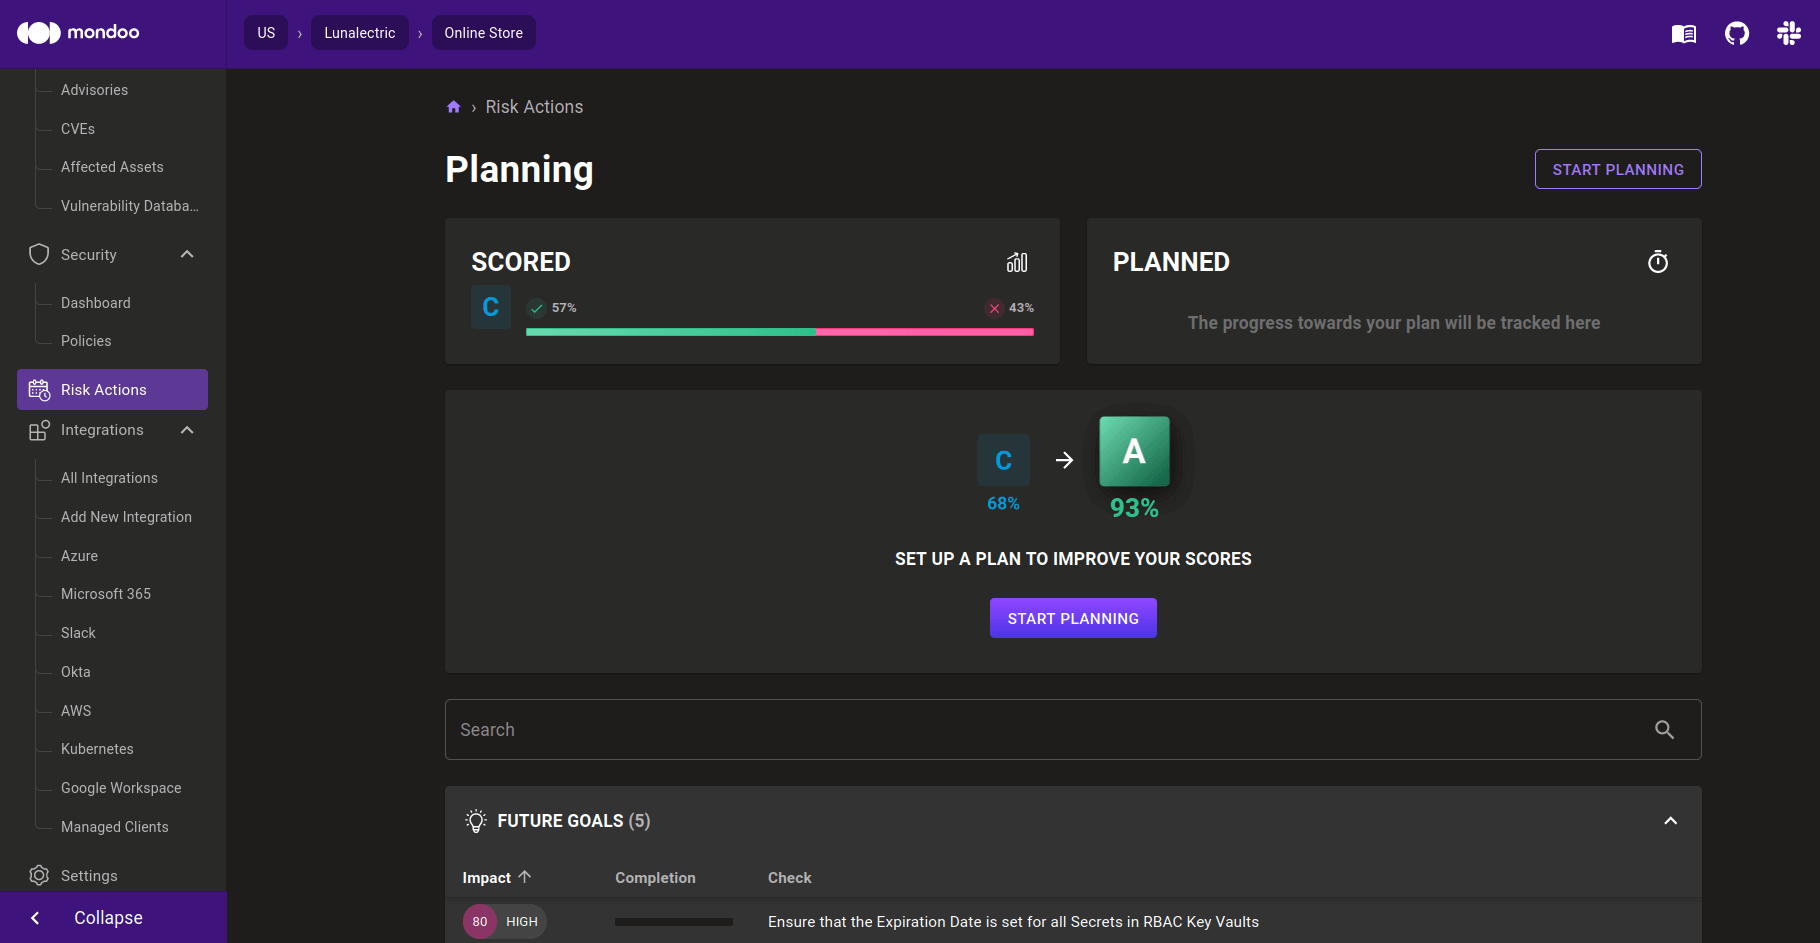 mondoo
US › Lunalectric › Online Store
Advisories
CVEs
Affected Assets
Vulnerability Databa...
Security
Dashboard
Policies
Risk Actions
Integrations
All Integrations
Add New Integration
Azure
Microsoft 365
Slack
Okta
AWS
Kubernetes
Google Workspace
Managed Clients
Settings
Collapse
› Risk Actions
Planning
START PLANNING
SCORED
C
57%
43%
PLANNED
The progress towards your plan will be tracked here
C
A
68%
93%
SET UP A PLAN TO IMPROVE YOUR SCORES
START PLANNING
Search
FUTURE GOALS (5)
Impact Completion Check
80 HIGH Ensure that the Expiration Date is set for all Secrets in RBAC Key Vaults